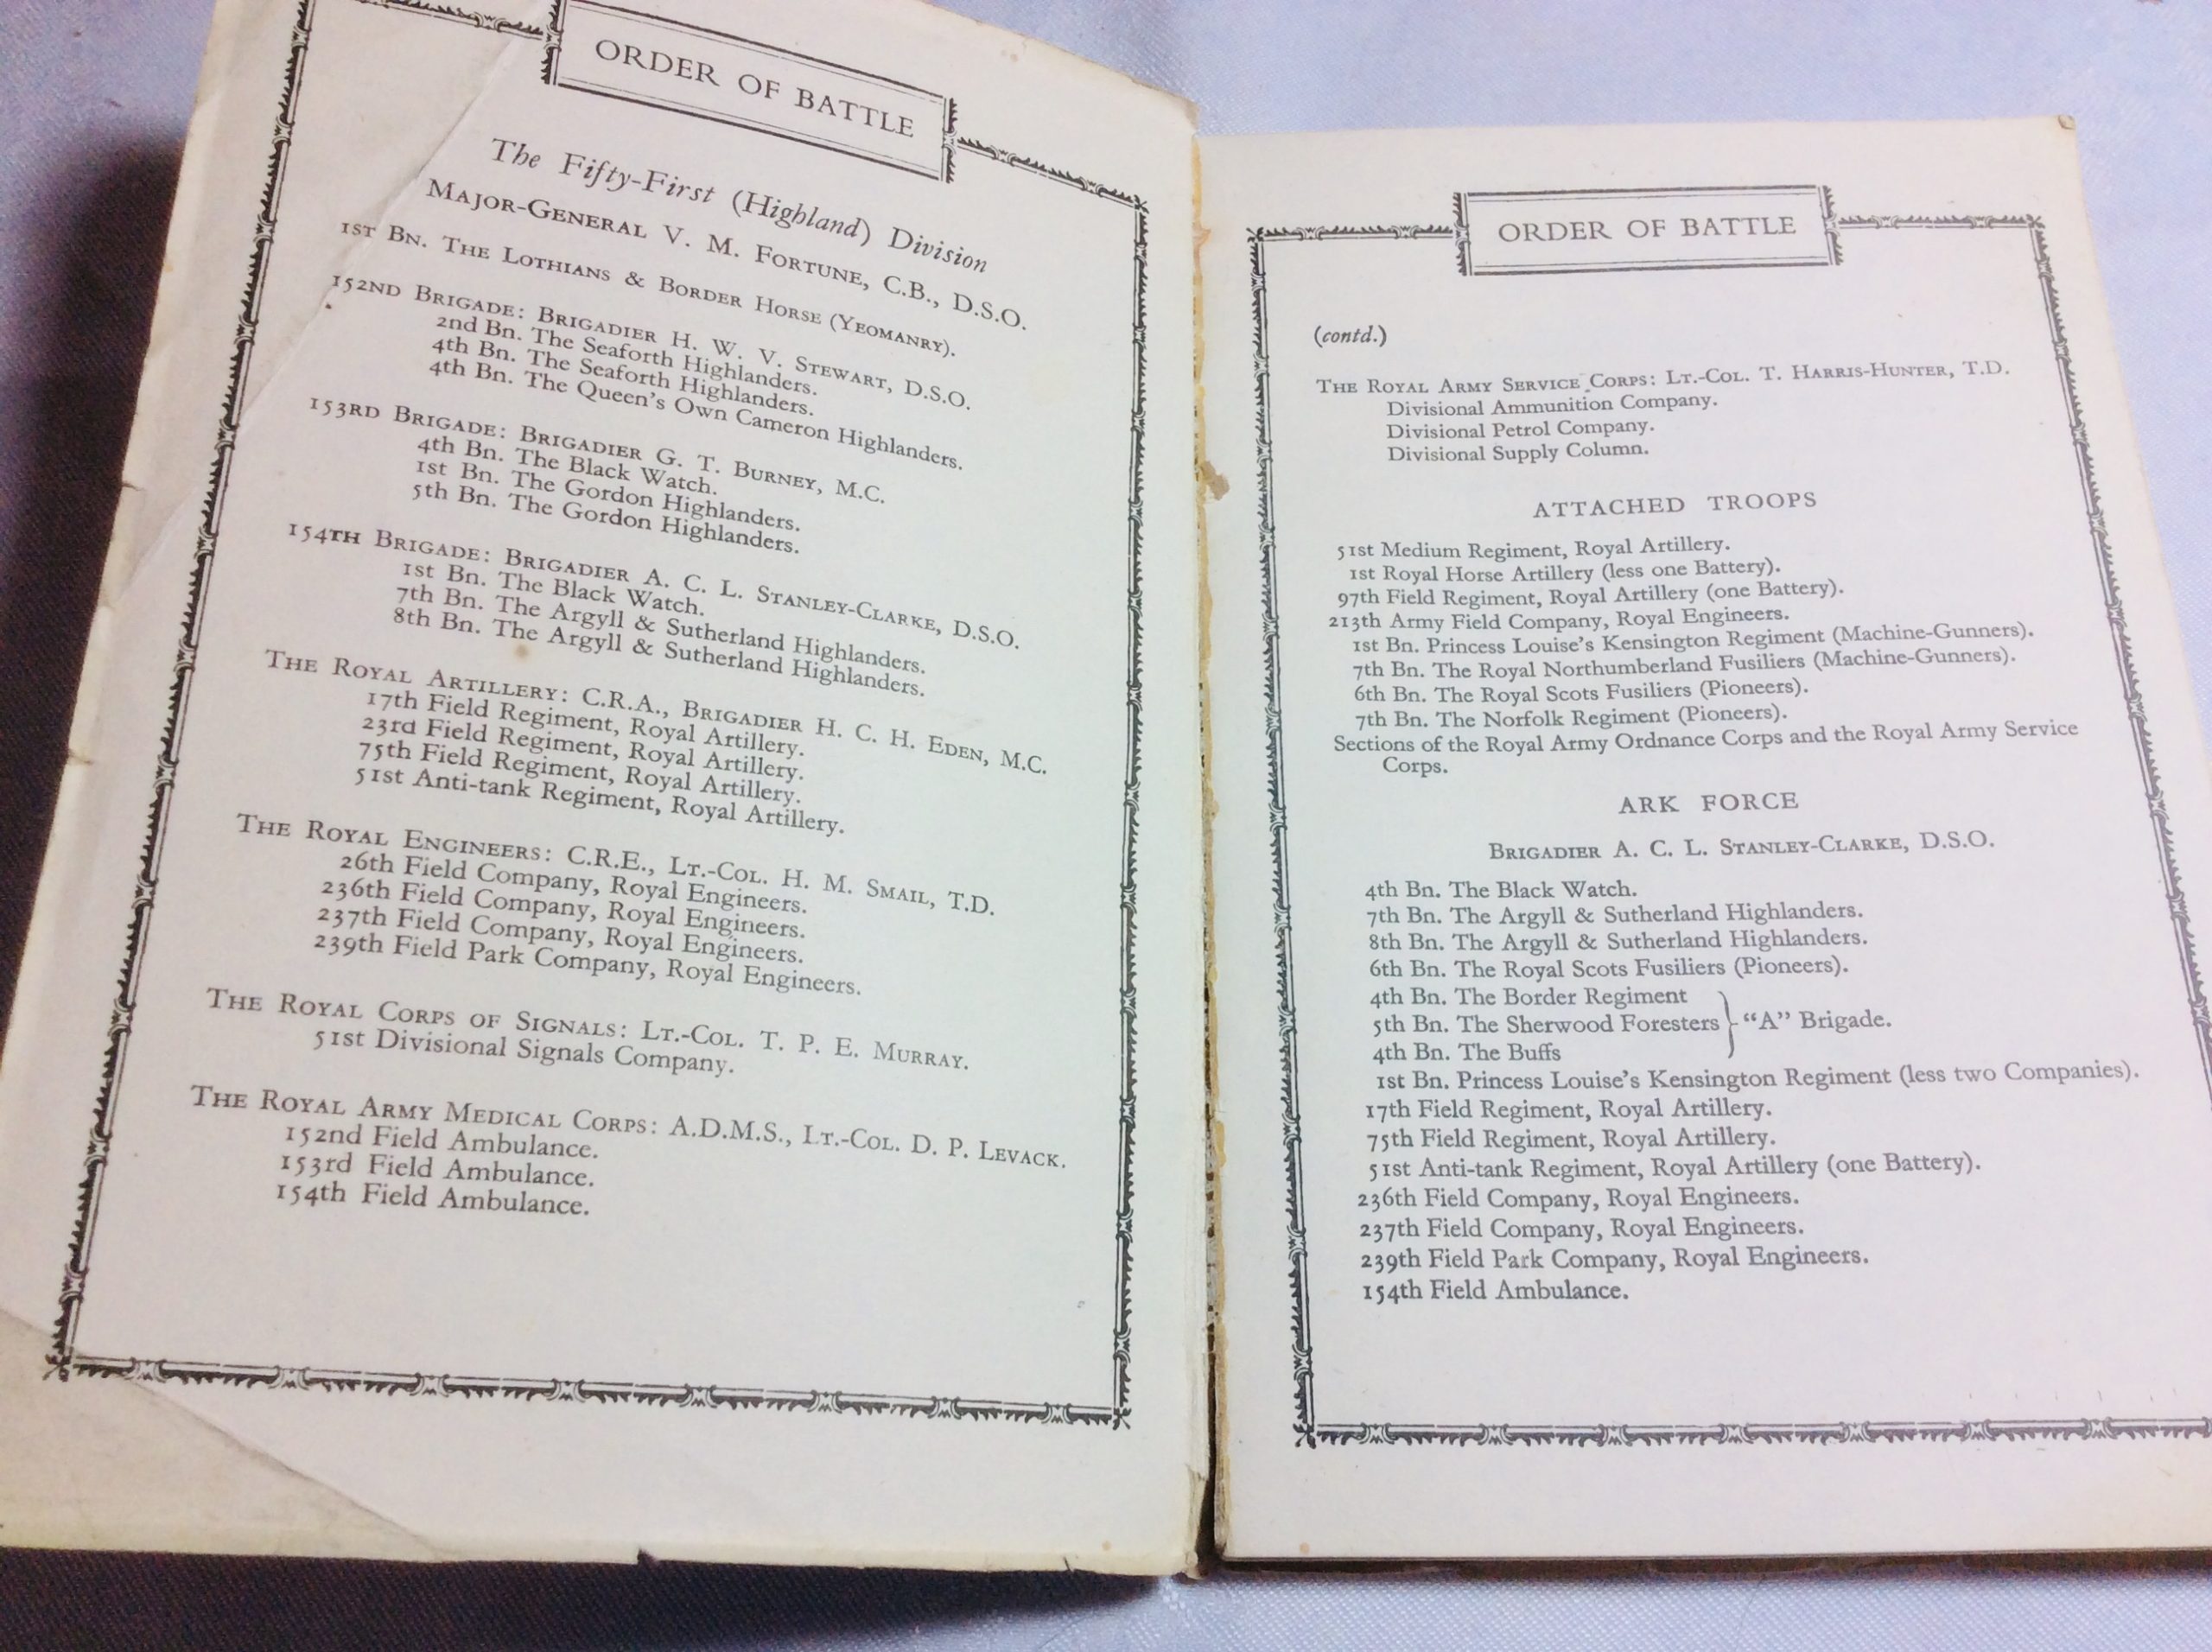 ORDER OF BATTLE
The Fifty-First (Highland) Division
MAJOR-GENERAL V. M. FORTUNE, C.B., D.S.O.
1ST BN. THE LOTHIANS & BORDER HORSE (YEOMANRY).
152ND BRIGADE: BRIGADIER H. W. V. STEWART, D.S.O.
2nd Bn. The Seaforth Highlanders.
4th Bn. The Seaforth Highlanders.
4th Bn. The Queen's Own Cameron Highlanders.
153RD BRIGADE: BRIGADIER G. T. BURNEY, M.C.
4th Bn. The Black Watch.
1st Bn. The Gordon Highlanders.
5th Bn. The Gordon Highlanders.
154TH BRIGADE: BRIGADIER A. C. L. STANLEY-CLARKE, D.S.O.
1st Bn. The Black Watch.
7th Bn. The Argyll & Sutherland Highlanders.
8th Bn. The Argyll & Sutherland Highlanders.
THE ROYAL ARTILLERY: C.R.A., BRIGADIER H. C. H. EDEN, M.C.
17th Field Regiment, Royal Artillery.
23rd Field Regiment, Royal Artillery.
75th Field Regiment, Royal Artillery.
51st Anti-tank Regiment, Royal Artillery.
THE ROYAL ENGINEERS: C.R.E., LT.-COL. H. M. SMAIL, T.D.
26th Field Company, Royal Engineers.
236th Field Company, Royal Engineers.
237th Field Company, Royal Engineers.
239th Field Park Company, Royal Engineers.
THE ROYAL CORPS OF SIGNALS: LT.-COL. T. P. E. MURRAY.
51st Divisional Signals Company.
THE ROYAL ARMY MEDICAL CORPS: A.D.M.S., LT.-COL. D. P. LEVACK.
152nd Field Ambulance.
153rd Field Ambulance.
154th Field Ambulance.
ORDER OF BATTLE
(contd.)
THE ROYAL ARMY SERVICE CORPS: LT.-COL. T. HARRIS-HUNTER, T.D.
Divisional Ammunition Company.
Divisional Petrol Company.
Divisional Supply Column.
ATTACHED TROOPS
51st Medium Regiment, Royal Artillery.
1st Royal Horse Artillery (less one Battery).
97th Field Regiment, Royal Artillery (one Battery).
213th Army Field Company, Royal Engineers.
1st Bn. Princess Louise's Kensington Regiment (Machine-Gunners).
7th Bn. The Royal Northumberland Fusiliers (Machine-Gunners).
6th Bn. The Royal Scots Fusiliers (Pioneers).
7th Bn. The Norfolk Regiment (Pioneers).
Sections of the Royal Army Ordnance Corps and the Royal Army Service
Corps.
ARK FORCE
BRIGADIER A. C. L. STANLEY-CLARKE, D.S.O.
4th Bn. The Black Watch.
7th Bn. The Argyll & Sutherland Highlanders.
8th Bn. The Argyll & Sutherland Highlanders.
6th Bn. The Royal Scots Fusiliers (Pioneers).
4th Bn. The Border Regiment
5th Bn. The Sherwood Foresters } "A" Brigade.
4th Bn. The Buffs
1st Bn. Princess Louise's Kensington Regiment (less two Companies).
17th Field Regiment, Royal Artillery.
75th Field Regiment, Royal Artillery.
51st Anti-tank Regiment, Royal Artillery (one Battery).
236th Field Company, Royal Engineers.
237th Field Company, Royal Engineers.
239th Field Park Company, Royal Engineers.
154th Field Ambulance.